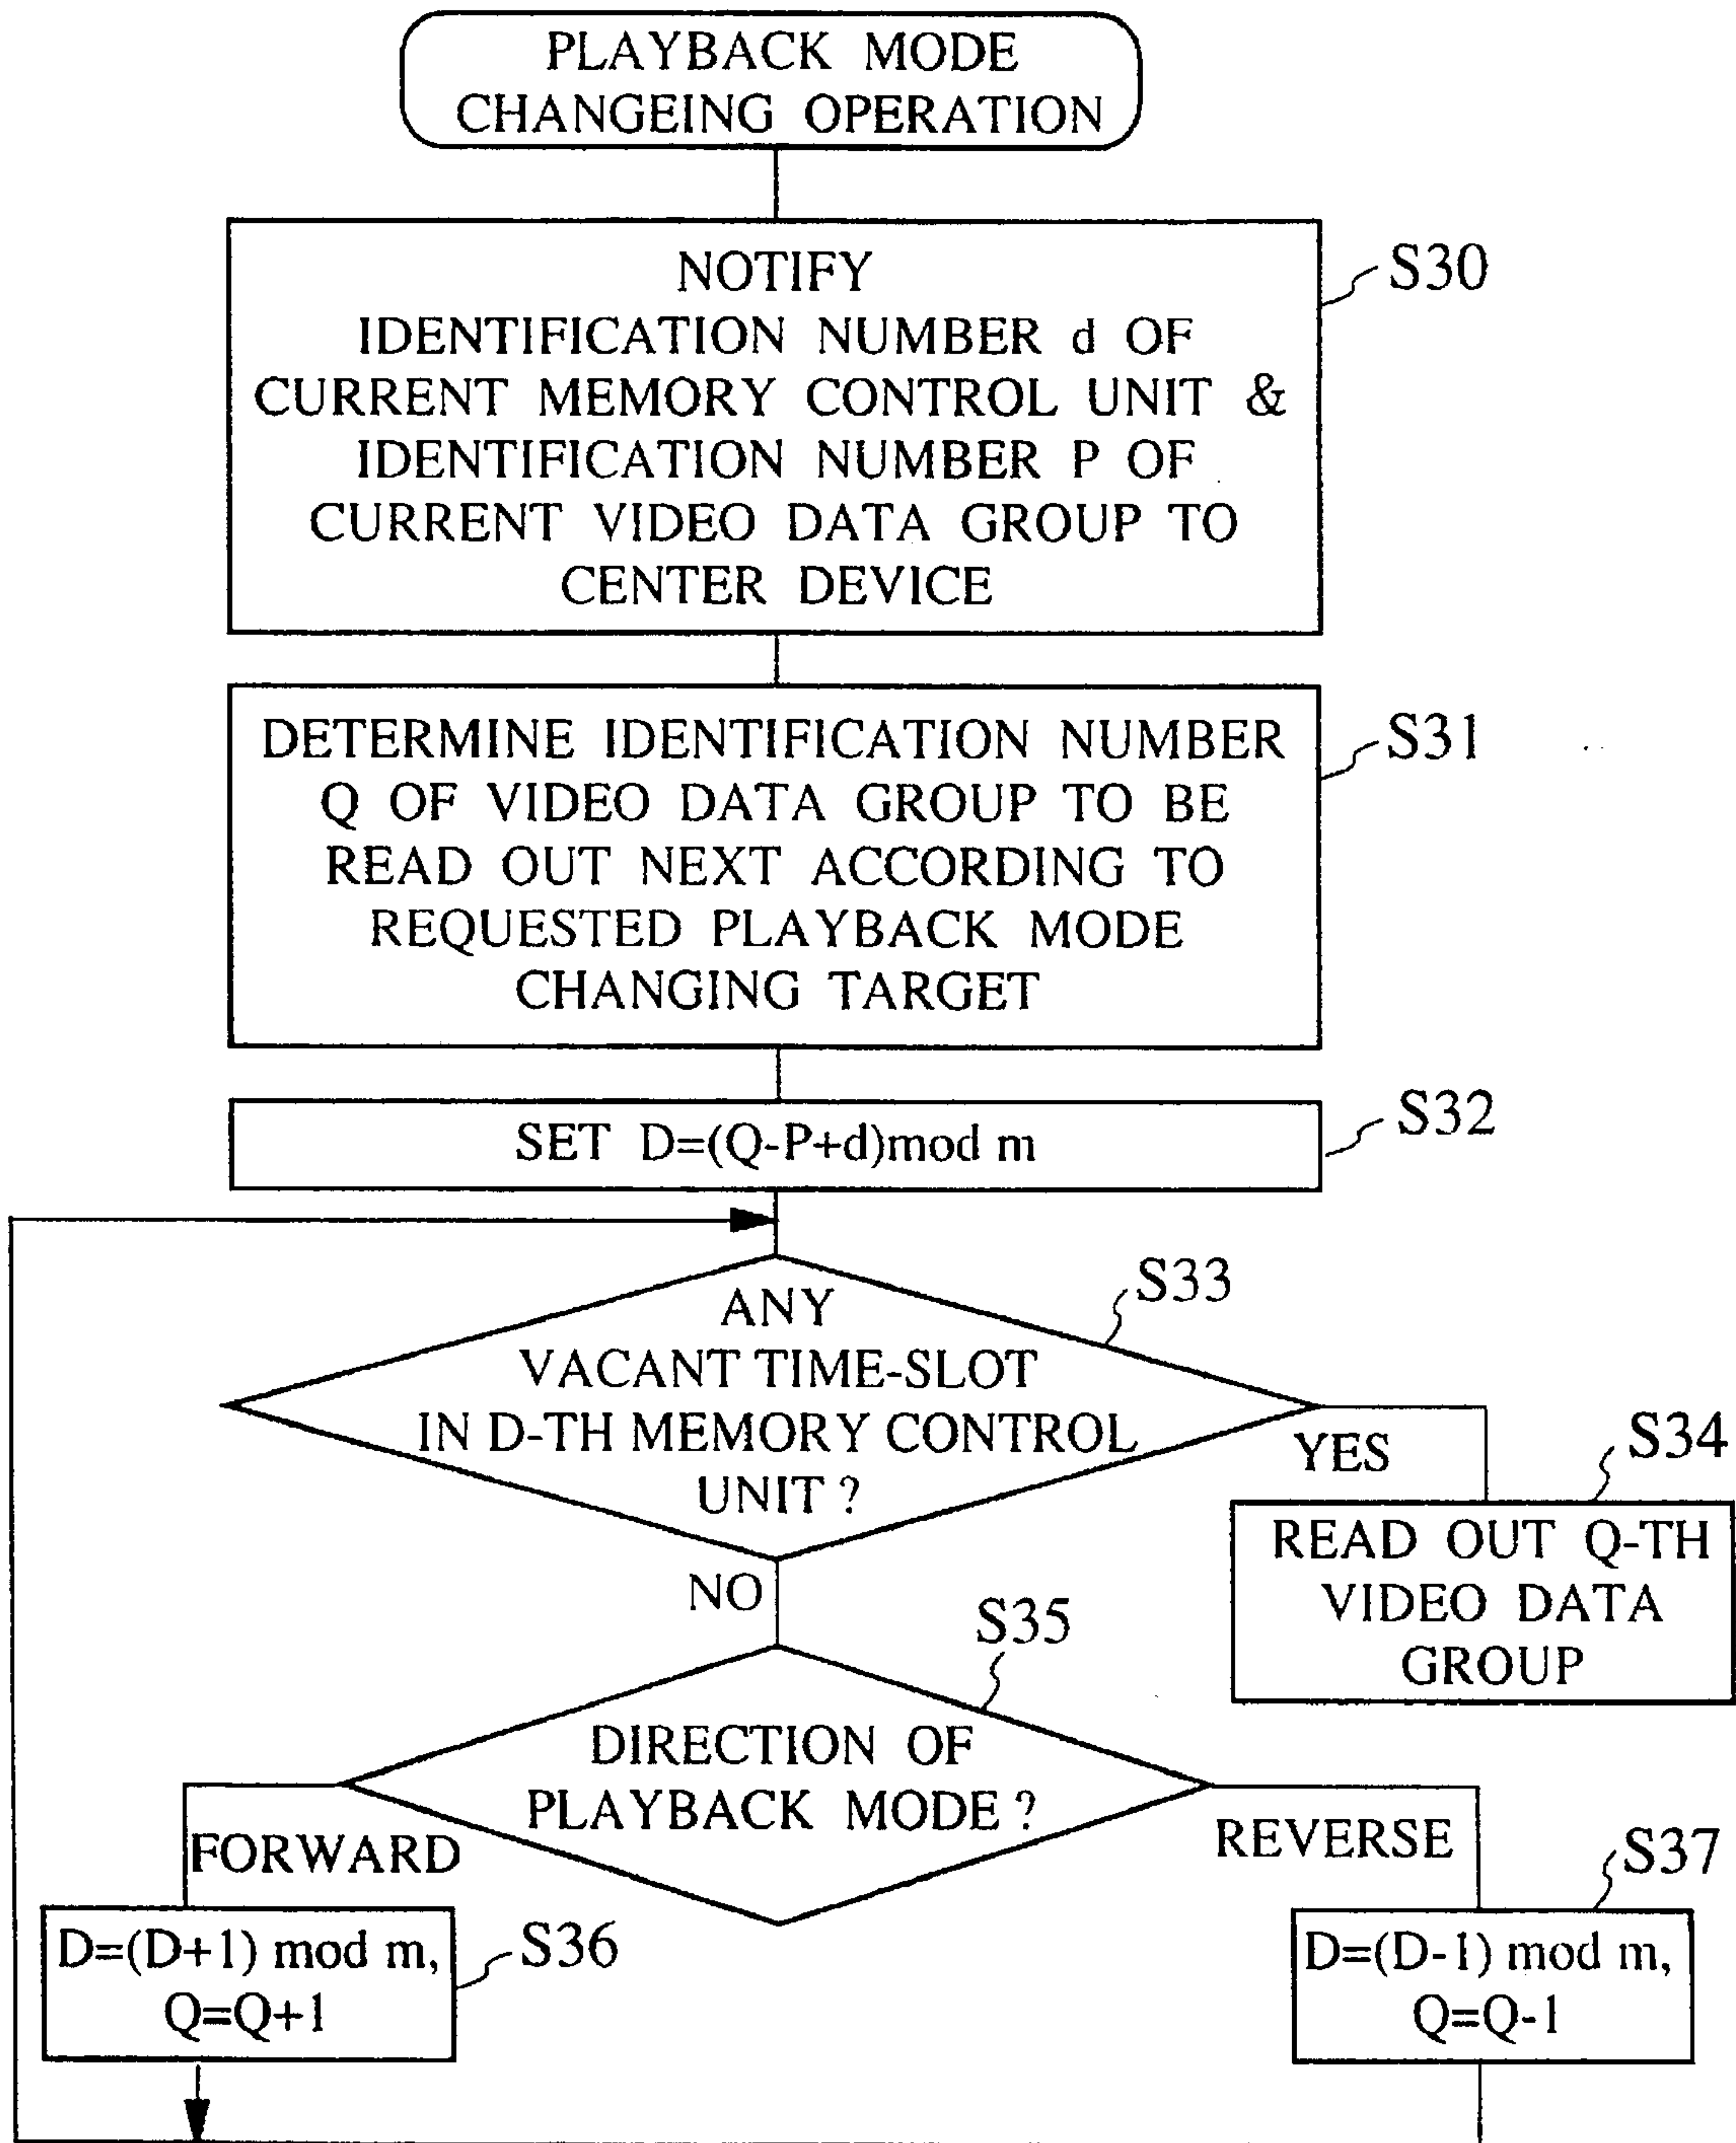 PLAYBACK MODE
CHANGEING OPERATION
NOTIFY
IDENTIFICATION NUMBER d OF
CURRENT MEMORY CONTROL UNIT &
IDENTIFICATION NUMBER P OF
CURRENT VIDEO DATA GROUP TO
CENTER DEVICE
S30
DETERMINE IDENTIFICATION NUMBER
Q OF VIDEO DATA GROUP TO BE
READ OUT NEXT ACCORDING TO
REQUESTED PLAYBACK MODE
CHANGING TARGET
S31
SET D=(Q-P+d)mod m
S32
ANY
VACANT TIME-SLOT
IN D-TH MEMORY CONTROL
UNIT ?
S33
YES
S34
READ OUT Q-TH
VIDEO DATA
GROUP
NO
S35
DIRECTION OF
PLAYBACK MODE ?
FORWARD
REVERSE
D=(D+1) mod m,
Q=Q+1
S36
S37
D=(D-1) mod m,
Q=Q-1